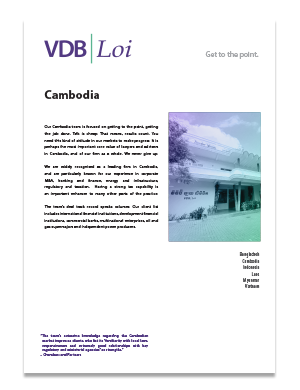 VDB Loi
Get to the point.
Cambodia
Our Cambodia team is focused on getting to the point, getting
the job done. Talk is cheap. That means, results count. You
need this kind of attitude in our markets to make progress. It is
perhaps the most important core value of lawyers and advisers
in Cambodia, and of our firm as a whole. We never give up.
We are widely recognized as a leading firm in Cambodia,
and are particularly known for our experience in corporate
M&A, banking and finance, energy and infrastructure,
regulatory and taxation. Having a strong tax capability is
an important enhancer to many other parts of the practice
The team's deal track record speaks volumes. Our client list
includes international financial institutions, development financial
institutions, commercial banks, multinational enterprises, oil and
gas supermajors and independent power producers.
Bangladesh
Cambodia
Indonesia
Laos
Myanmar
Vietnam
"The team's extensive knowledge regarding the Cambodian
market impresses clients, who list its "familiarity with local laws,
responsiveness and extremely good relationships with key
regulatory and ministerial agencies" as strengths."
- Chambers and Partners